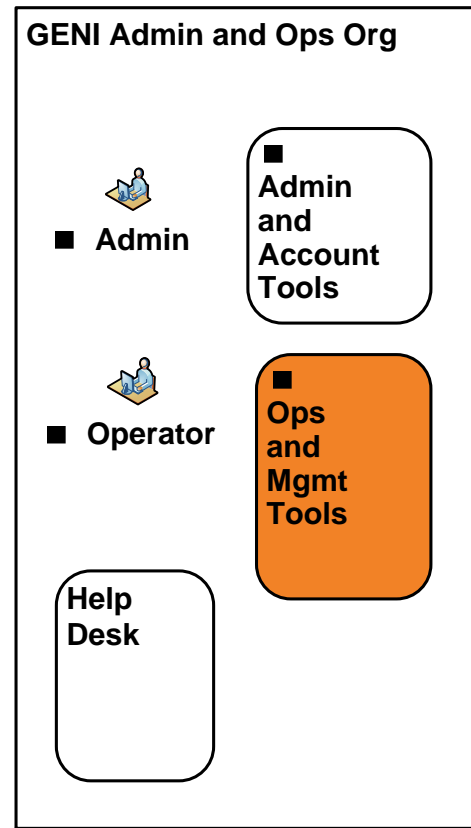 GENI Admin and Ops Org
■
Admin
and
Account
Tools
■ Admin
■
Ops
and
Mgmt
Tools
■ Operator
Help
Desk